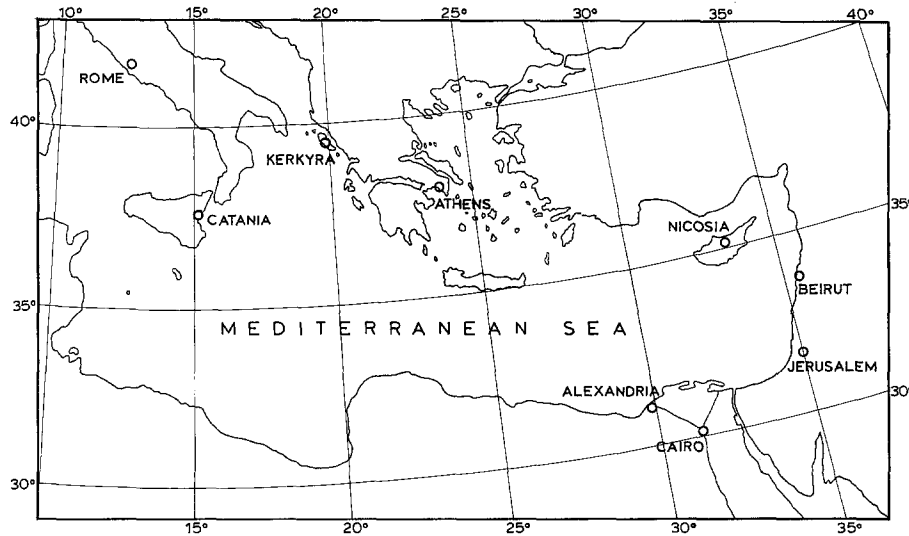 10° 15° 20° 25° 30° 35° 40°
ROME
40°
KERKYRA
ATHENS
35°
CATANIA
NICOSIA
BEIRUT
35°
MEDITERRANEAN SEA
JERUSALEM
ALEXANDRIA
30°
CAIRO
30°
15° 20° 25° 30° 35°